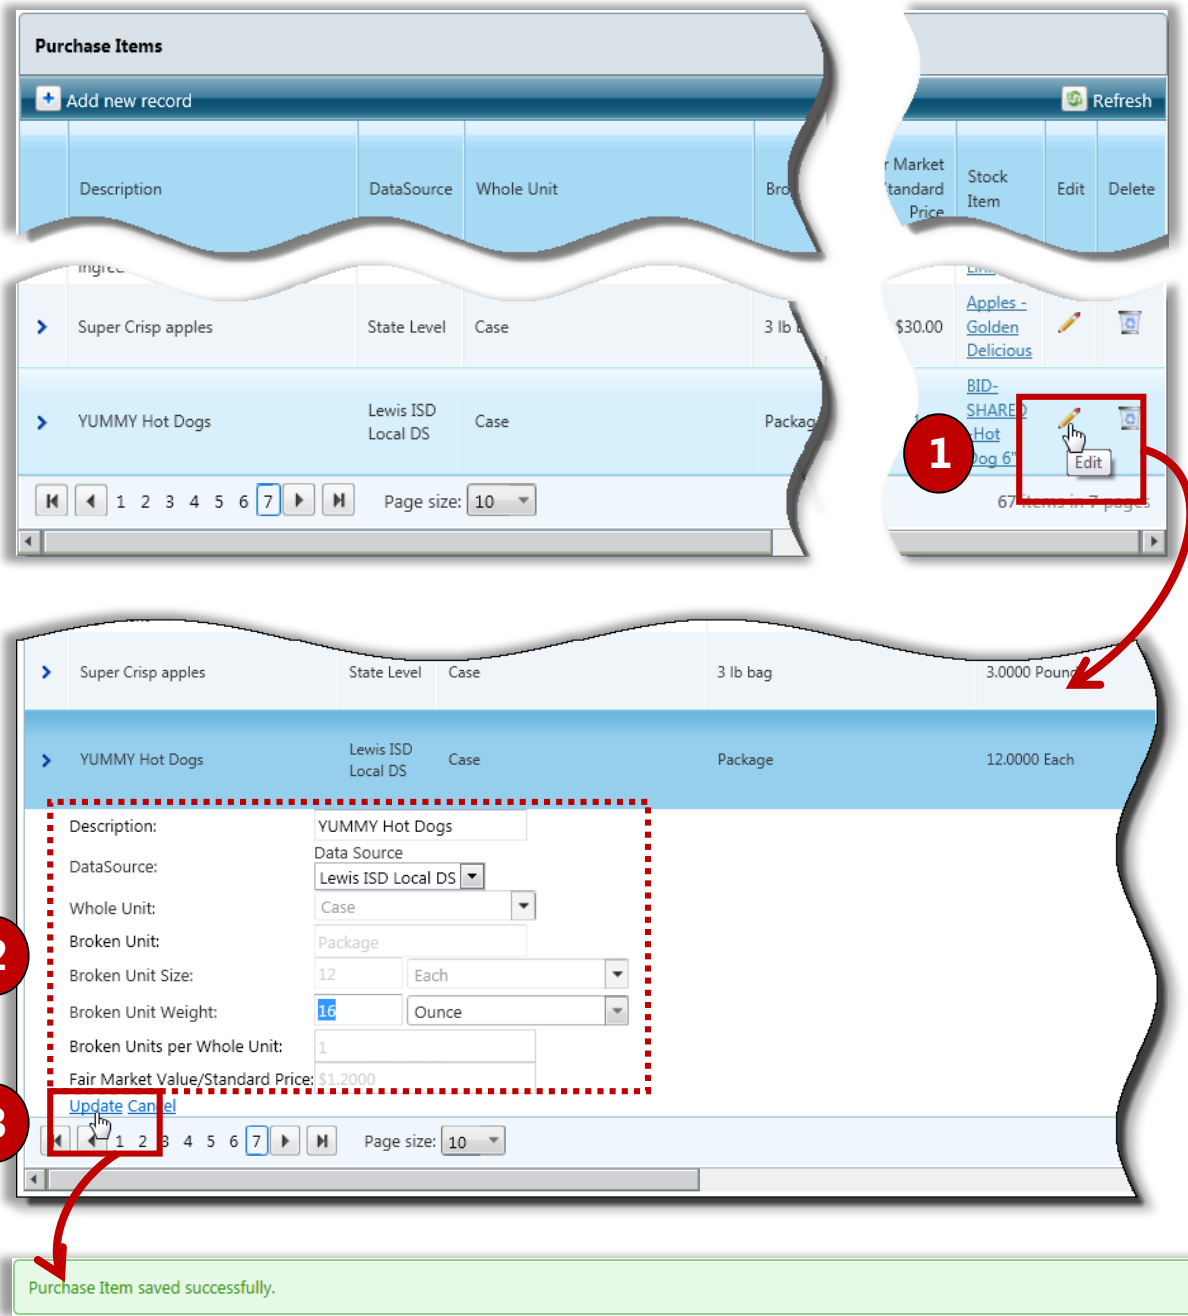 Purchase Items
Add new record
Refresh
Description
DataSource
Whole Unit
Market
Standard
Price
Stock
Item
Edit
Delete
Super Crisp apples
State Level
Case
3 lb
$30.00
Apples -
Golden
Delicious
YUMMY Hot Dogs
Lewis ISD
Local DS
Case
BID-
SHARED
-Hot
Dog 6"
1
Edit
1 2 3 4 5 6 7
Page size: 10
67 items in 7 pages
Super Crisp apples
State Level
Case
3 lb bag
3.0000 Pound
YUMMY Hot Dogs
Lewis ISD
Local DS
Case
Package
12.0000 Each
Description: YUMMY Hot Dogs
Data Source
DataSource: Lewis ISD Local DS
Whole Unit: Case
2
Broken Unit: Package
Broken Unit Size: 12 Each
Broken Unit Weight: 16 Ounce
Broken Units per Whole Unit: 1
Fair Market Value/Standard Price: $1.2000
3
Update Cancel
1 2 3 4 5 6 7
Page size: 10
Purchase Item saved successfully.